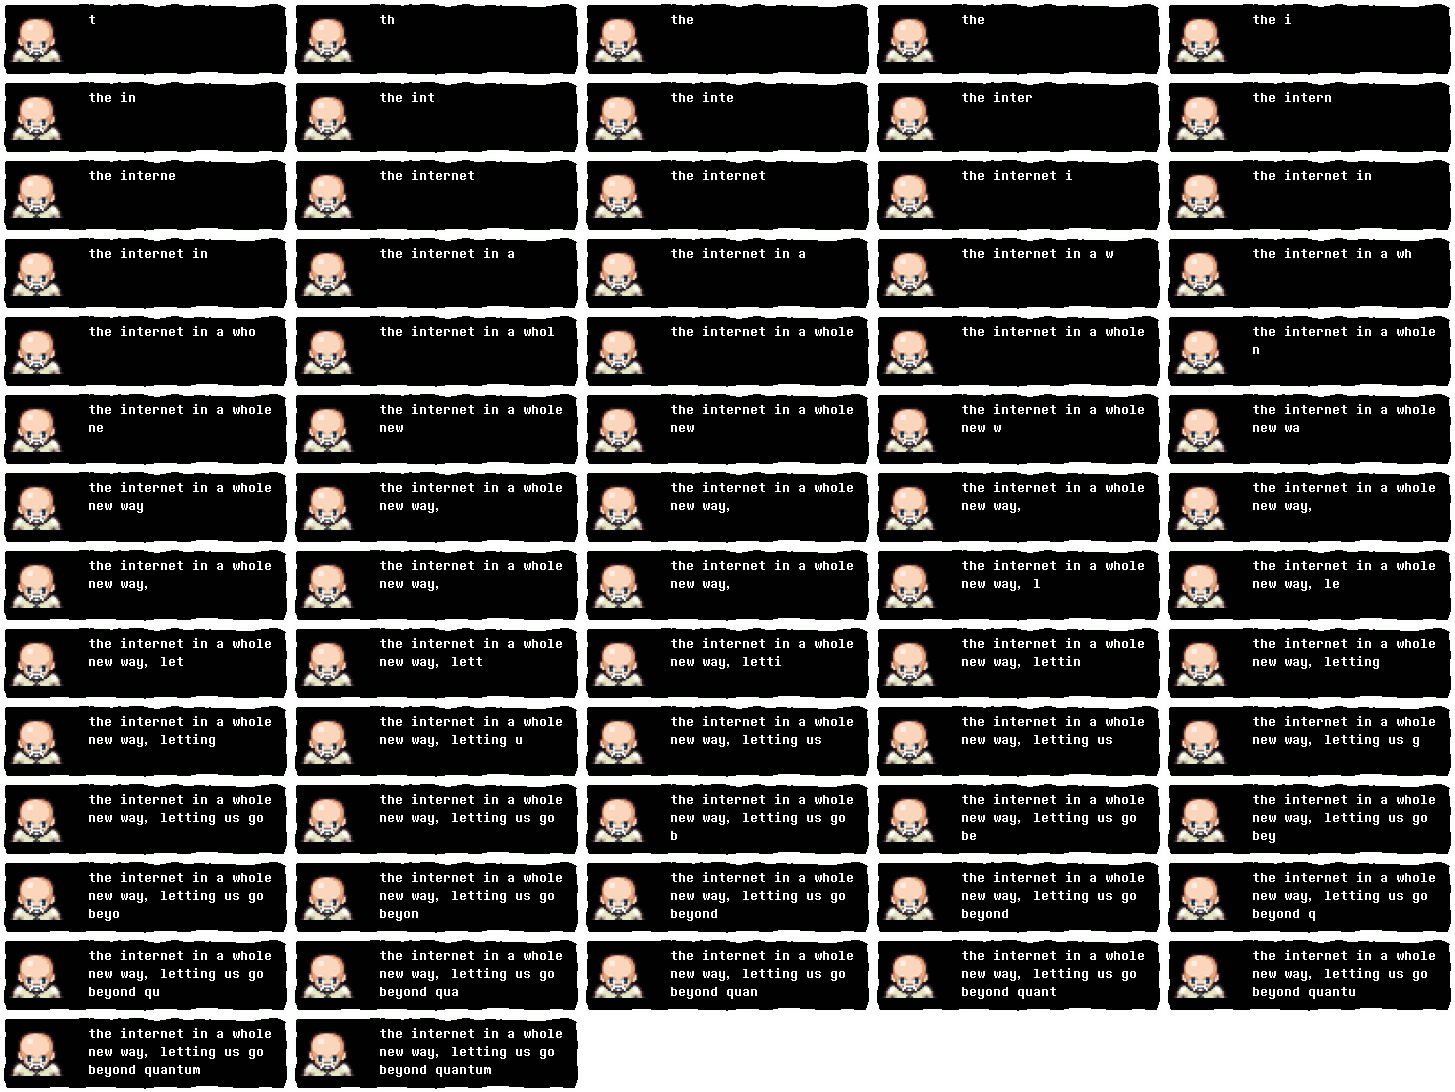 t
th
the
the
the i
the in
the int
the inte
the inter
the intern
the interne
the internet
the internet
the internet i
the internet in
the internet in
the internet in a
the internet in a
the internet in a w
the internet in a wh
the internet in a who
the internet in a whol
the internet in a whole
the internet in a whole
the internet in a whole
n
the internet in a whole
ne
the internet in a whole
new
the internet in a whole
new
the internet in a whole
new w
the internet in a whole
new wa
the internet in a whole
new way
the internet in a whole
new way,
the internet in a whole
new way,
the internet in a whole
new way,
the internet in a whole
new way,
the internet in a whole
new way,
the internet in a whole
new way,
the internet in a whole
new way,
the internet in a whole
new way, l
the internet in a whole
new way, le
the internet in a whole
new way, let
the internet in a whole
new way, lett
the internet in a whole
new way, letti
the internet in a whole
new way, lettin
the internet in a whole
new way, letting
the internet in a whole
new way, letting
the internet in a whole
new way, letting u
the internet in a whole
new way, letting us
the internet in a whole
new way, letting us
the internet in a whole
new way, letting us g
the internet in a whole
new way, letting us go
the internet in a whole
new way, letting us go
the internet in a whole
new way, letting us go
b
the internet in a whole
new way, letting us go
be
the internet in a whole
new way, letting us go
bey
the internet in a whole
new way, letting us go
beyo
the internet in a whole
new way, letting us go
beyon
the internet in a whole
new way, letting us go
beyond
the internet in a whole
new way, letting us go
beyond
the internet in a whole
new way, letting us go
beyond q
the internet in a whole
new way, letting us go
beyond qu
the internet in a whole
new way, letting us go
beyond qua
the internet in a whole
new way, letting us go
beyond quan
the internet in a whole
new way, letting us go
beyond quant
the internet in a whole
new way, letting us go
beyond quantu
the internet in a whole
new way, letting us go
beyond quantum
the internet in a whole
new way, letting us go
beyond quantum